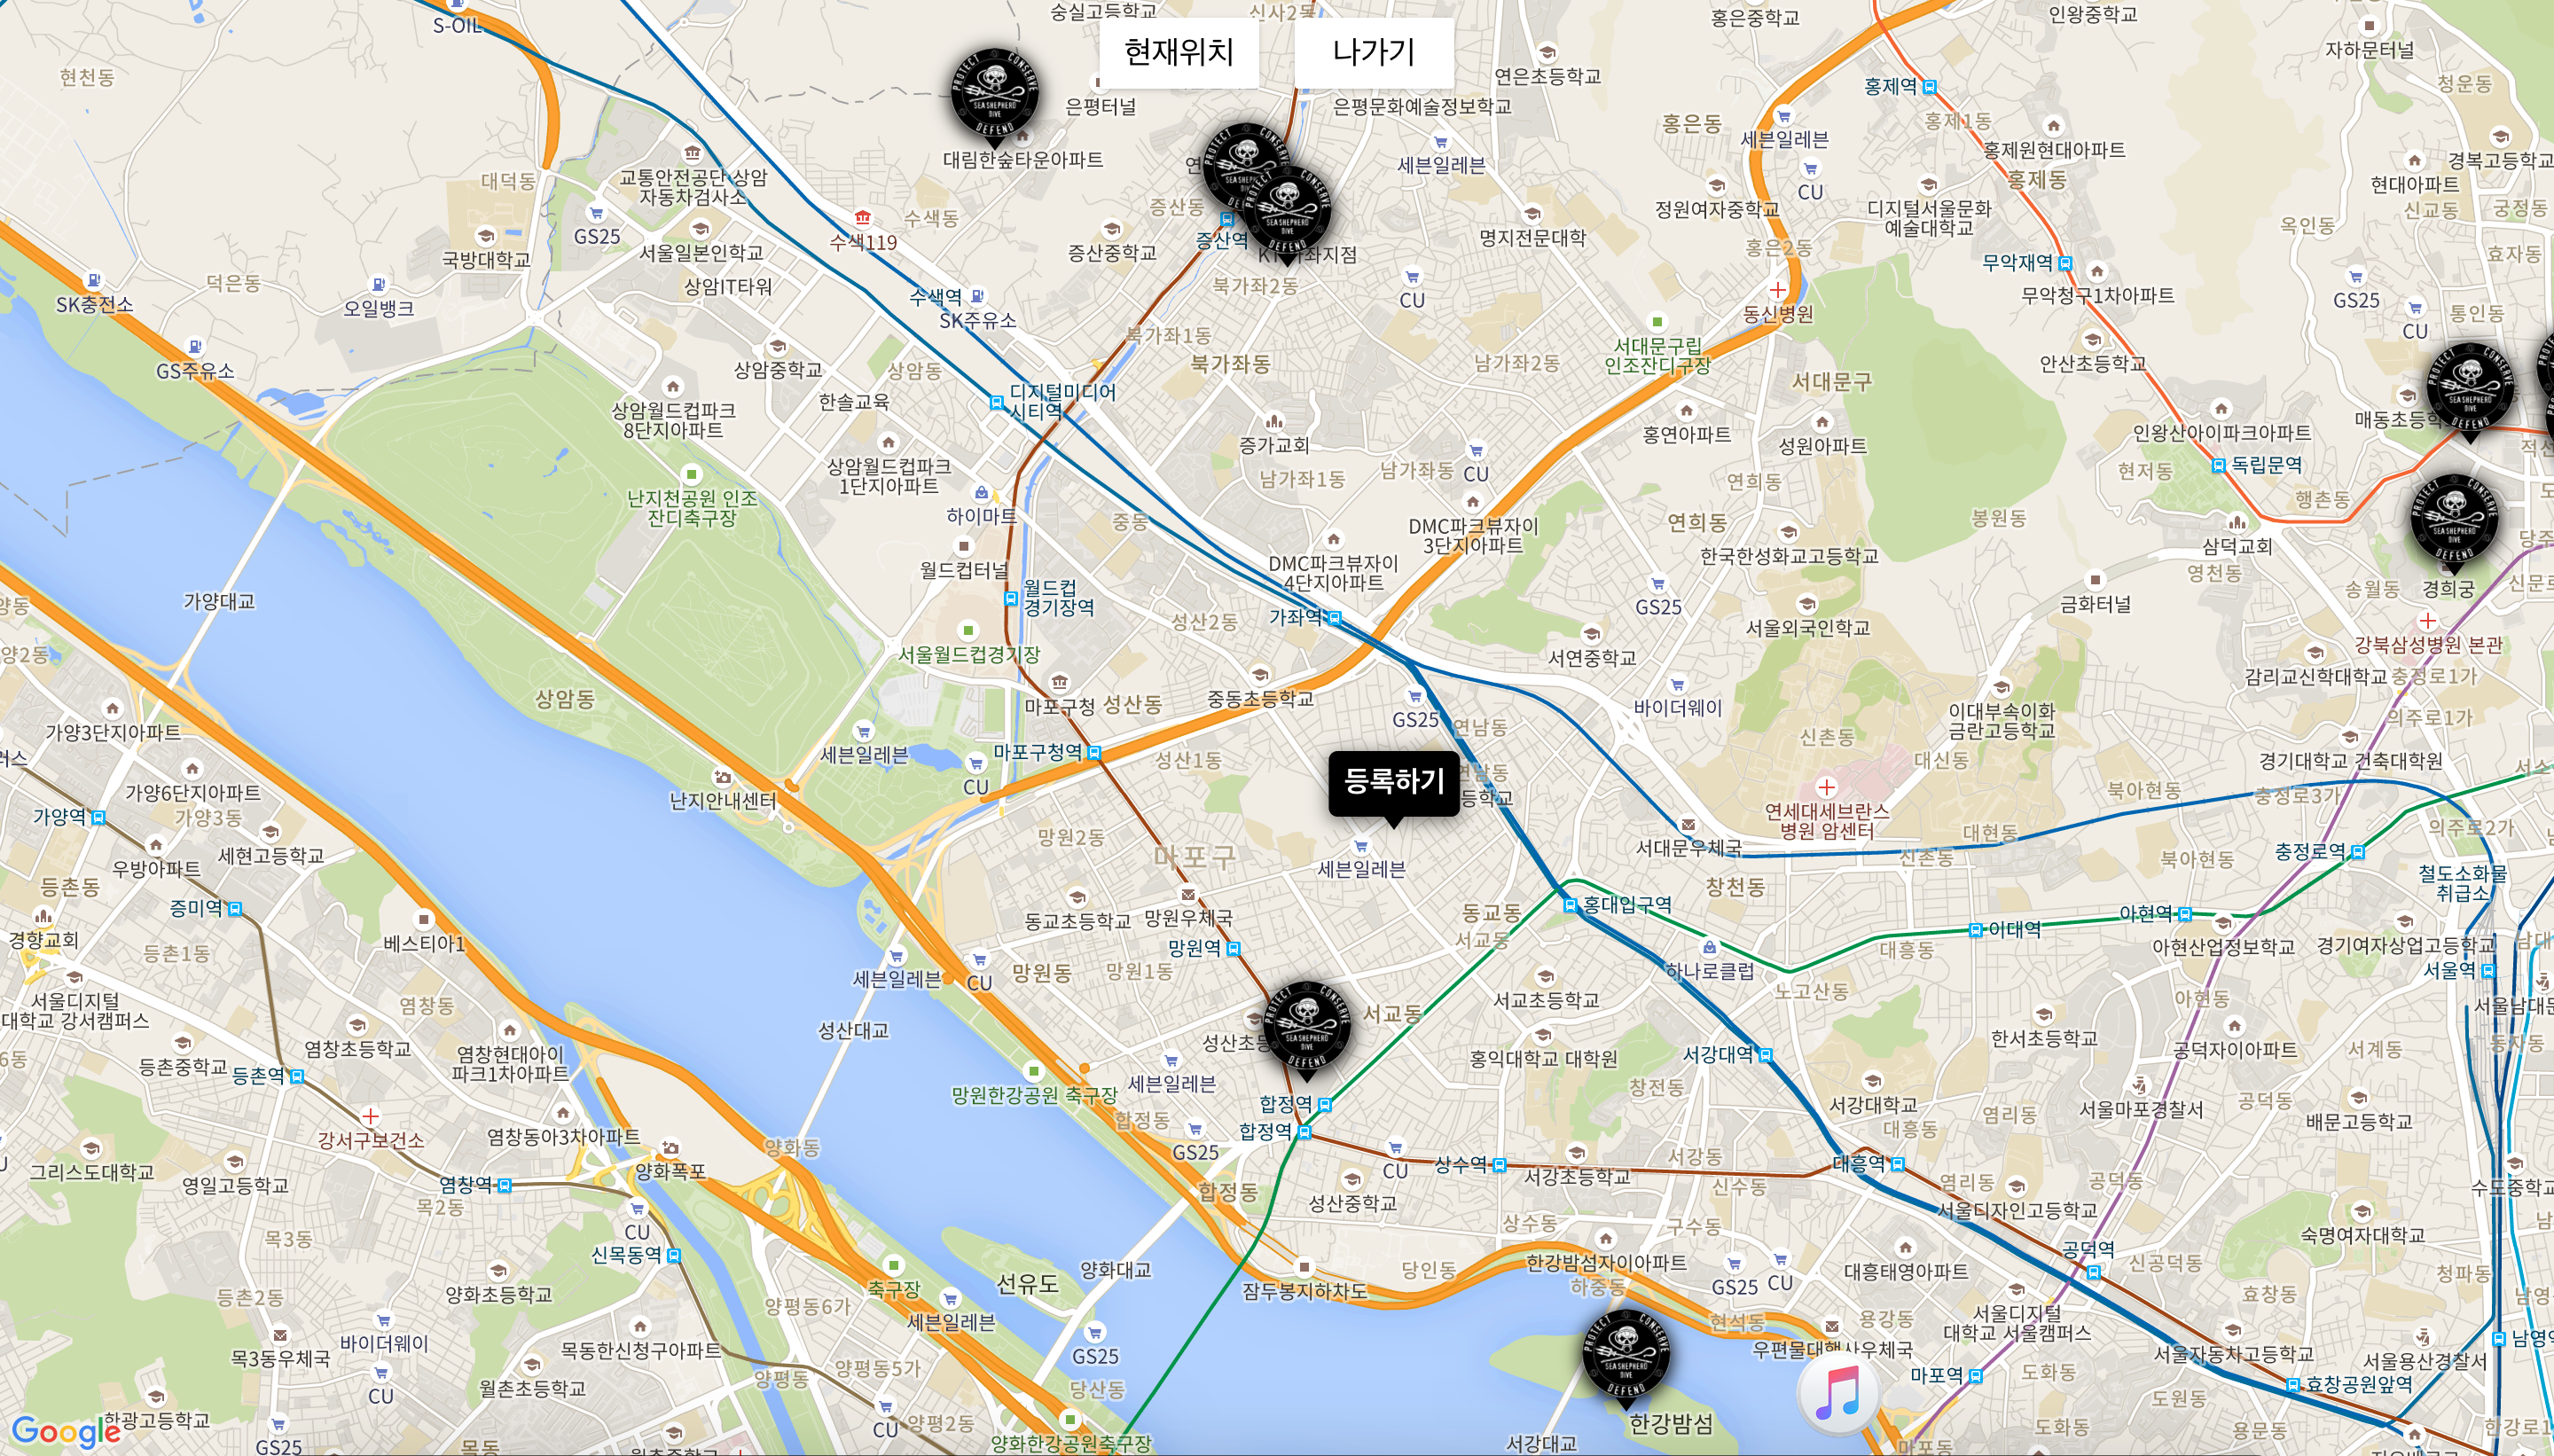 S-OIL
숭실고등학교
신사2동
홍은중학교
인왕중학교
자하문터널
현천동
현재위치
나가기
연은초등학교
은평터널
은평문화예술정보학교
홍제역
홍제1동
청운동
PROTECT CONSERVE
SEA SHEPHERD
DIVE
DEFEND
대림한숲타운아파트
홍은동
세븐일레븐
세븐일레븐
CU
홍제원현대아파트
홍제동
경복고등학교
현대아파트
대덕동
교통안전공단 상암
자동차검사소
PROTECT CONSERVE
SEA SHEPHERD
PROTECT CONSERVE
SEA SHEPHERD
DIVE
DEFEND
증산동
정원여자중학교
디지털서울문화
예술대학교
신교동
궁정동
GS25
수색동
수색119
국방대학교
서울일본인학교
증산중학교
증산역
명지전문대학
홍은2동
옥인동
효자동
무악재역
SK충전소
덕은동
오일뱅크
상암IT타워
수색역
SK주유소
북가좌2동
CU
동신병원
무악청구1차아파트
GS25
CU
통인동
GS주유소
상암중학교
상암동
북가좌1동
북가좌동
남가좌2동
서대문구립
인조잔디구장
서대문구
안산초등학교
PROTECT CONSERVE
SEA SHEPHERD
DIVE
DEFEND
상암월드컵파크
8단지아파트
한솔교육
디지털미디어
시티역
증가교회
홍연아파트
성원아파트
인왕산아이파크아파트
독립문역
상암월드컵파크
1단지아파트
남가좌1동
남가좌동
CU
연희동
현저동
행촌동
난지천공원 인조
잔디축구장
하이마트
중동
DMC파크뷰자이
3단지아파트
연희동
한국한성화교고등학교
봉원동
삼덕교회
PROTECT CONSERVE
SEA SHEPHERD
DIVE
DEFEND
월드컵터널
DMC파크뷰자이
4단지아파트
영천동
송월동
경희궁
가양대교
월드컵
경기장역
성산2동
가좌역
GS25
서울외국인학교
금화터널
서울월드컵경기장
서연중학교
강북삼성병원 본관
감리교신학대학교
충정로1가
상암동
마포구청
성산동
중동초등학교
GS25
연남동
바이더웨이
이대부속이화
금란고등학교
의주로1가
가양3단지아파트
세븐일레븐
마포구청역
성산1동
신촌동
대신동
경기대학교 건축대학원
가양6단지아파트
난지안내센터
CU
등록하기
연세대세브란스
병원 암센터
북아현동
충정로3가
가양역
가양3동
세현고등학교
망원2동
마포구
세븐일레븐
서대문우체국
대현동
신촌동
북아현동
충정로역
의주로2가
우방아파트
등촌동
증미역
베스티아1
동교초등학교
망원우체국
동교동
홍대입구역
창천동
아현역
이대역
철도소화물
취급소
경향교회
등촌1동
세븐일레븐
CU
망원동
망원1동
망원역
서교동
하나로클럽
대흥동
아현산업정보학교
경기여자상업고등학교
서울역
서울디지털
대학교 강서캠퍼스
염창동
성산대교
PROTECT CONSERVE
SEA SHEPHERD
DIVE
DEFEND
서교동
서교초등학교
노고산동
아현동
등촌중학교
등촌역
염창초등학교
염창현대아이
파크1차아파트
망원한강공원 축구장
세븐일레븐
홍익대학교 대학원
서강대역
한서초등학교
공덕자이아파트
서계동
동자동
강서구보건소
염창동아3차아파트
합정동
합정역
합정역
창전동
서강대학교
대흥동
염리동
서울마포경찰서
공덕동
배문고등학교
그리스도대학교
영일고등학교
염창역
목2동
양화폭포
양화동
GS25
CU
상수역
서강초등학교
서강동
대흥역
신수동
염리동
공덕동
합정동
성산중학교
서울디자인고등학교
목3동
CU
신목동역
상수동
구수동
숙명여자대학교
등촌2동
양화초등학교
축구장
선유도
양화대교
잠두봉지하차도
당인동
한강밤섬자이아파트
하중동
GS25
CU
대흥태영아파트
공덕역
신공덕동
청파동
바이더웨이
목3동우체국
CU
목동한신청구아파트
양평동6가
세븐일레븐
GS25
PROTECT CONSERVE
SEA SHEPHERD
DIVE
DEFEND
현석동
용강동
서울디지털
대학교 서울캠퍼스
효창동
서울자동차고등학교
서울용산경찰서
월촌초등학교
양평동
양평동5가
당산동
마포역
도화동
도원동
효창공원앞역
Google
GS25
목동
CU
양평2동
양화한강공원축구장
서강대교
한강밤섬
마포동
도화동
용문동